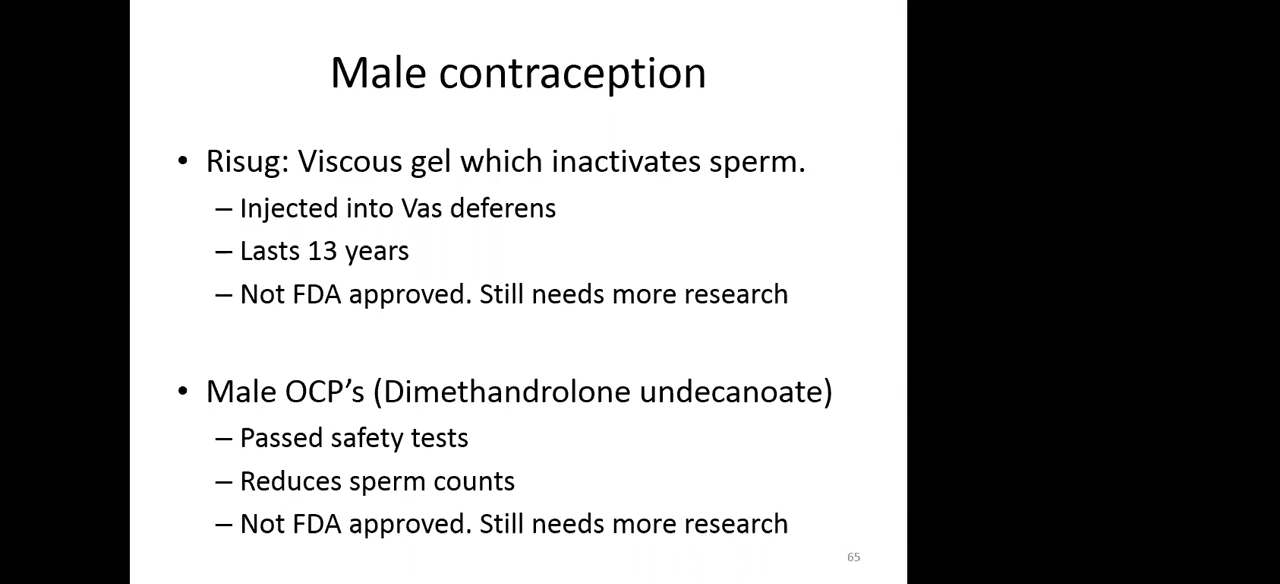 Male contraception
• Risug: Viscous gel which inactivates sperm.
– Injected into Vas deferens
– Lasts 13 years
– Not FDA approved. Still needs more research
• Male OCP’s (Dimethandrolone undecanoate)
– Passed safety tests
– Reduces sperm counts
– Not FDA approved. Still needs more research
65